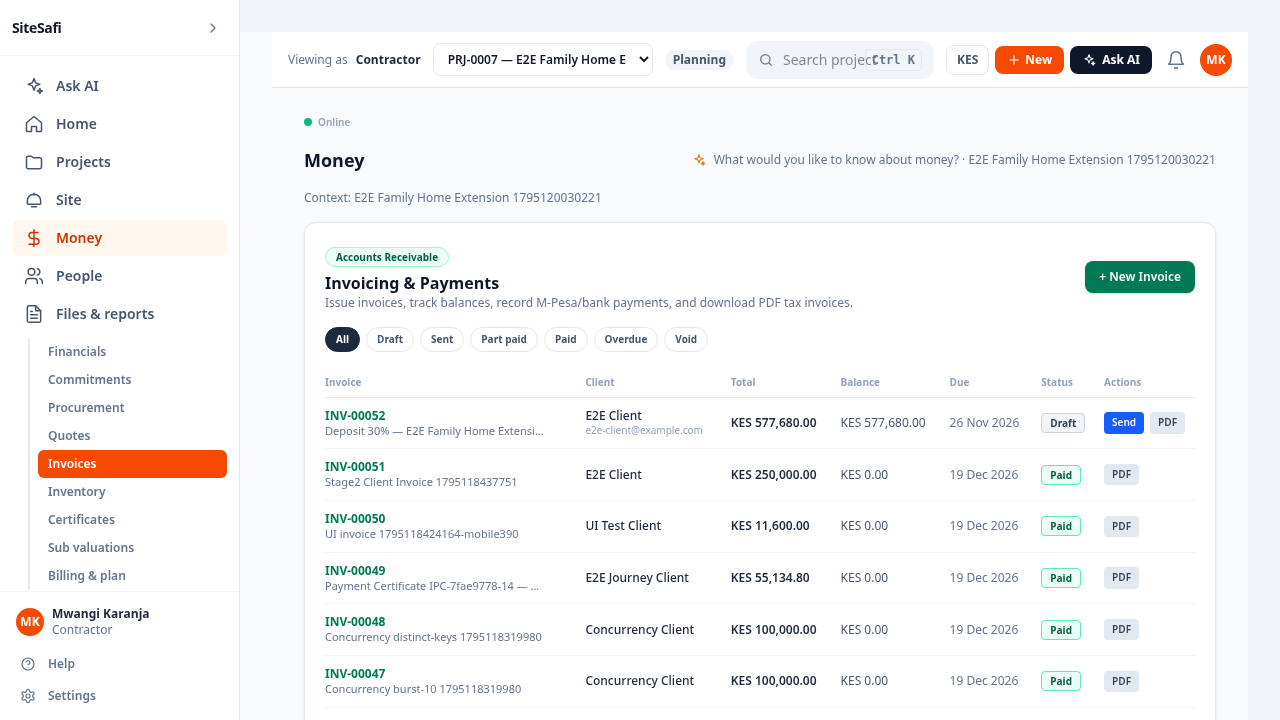 SiteSafi
Ask AI
Home
Projects
Site
Money
People
Files & reports
Financials
Commitments
Procurement
Quotes
Invoices
Inventory
Certificates
Sub valuations
Billing & plan
MK
Mwangi Karanja
Contractor
Help
Settings
Viewing as Contractor
PRJ-0007 — E2E Family Home E
Planning
Search project
Ctrl K
KES
New
Ask AI
MK
Online
Money
What would you like to know about money? · E2E Family Home Extension 1795120030221
Context: E2E Family Home Extension 1795120030221
Accounts Receivable
Invoicing & Payments
Issue invoices, track balances, record M-Pesa/bank payments, and download PDF tax invoices.
+ New Invoice
All Draft Sent Part paid Paid Overdue Void
Invoice Client Total Balance Due Status Actions
INV-00052 E2E Client KES 577,680.00 KES 577,680.00 26 Nov 2026 Draft Send PDF
Deposit 30% — E2E Family Home Extensi... e2e-client@example.com
INV-00051 E2E Client KES 250,000.00 KES 0.00 19 Dec 2026 Paid PDF
Stage2 Client Invoice 1795118437751
INV-00050 UI Test Client KES 11,600.00 KES 0.00 19 Dec 2026 Paid PDF
UI invoice 1795118424164-mobile390
INV-00049 E2E Journey Client KES 55,134.80 KES 0.00 19 Dec 2026 Paid PDF
Payment Certificate IPC-7fae9778-14 — ...
INV-00048 Concurrency Client KES 100,000.00 KES 0.00 19 Dec 2026 Paid PDF
Concurrency distinct-keys 1795118319980
INV-00047 Concurrency Client KES 100,000.00 KES 0.00 19 Dec 2026 Paid PDF
Concurrency burst-10 1795118319980